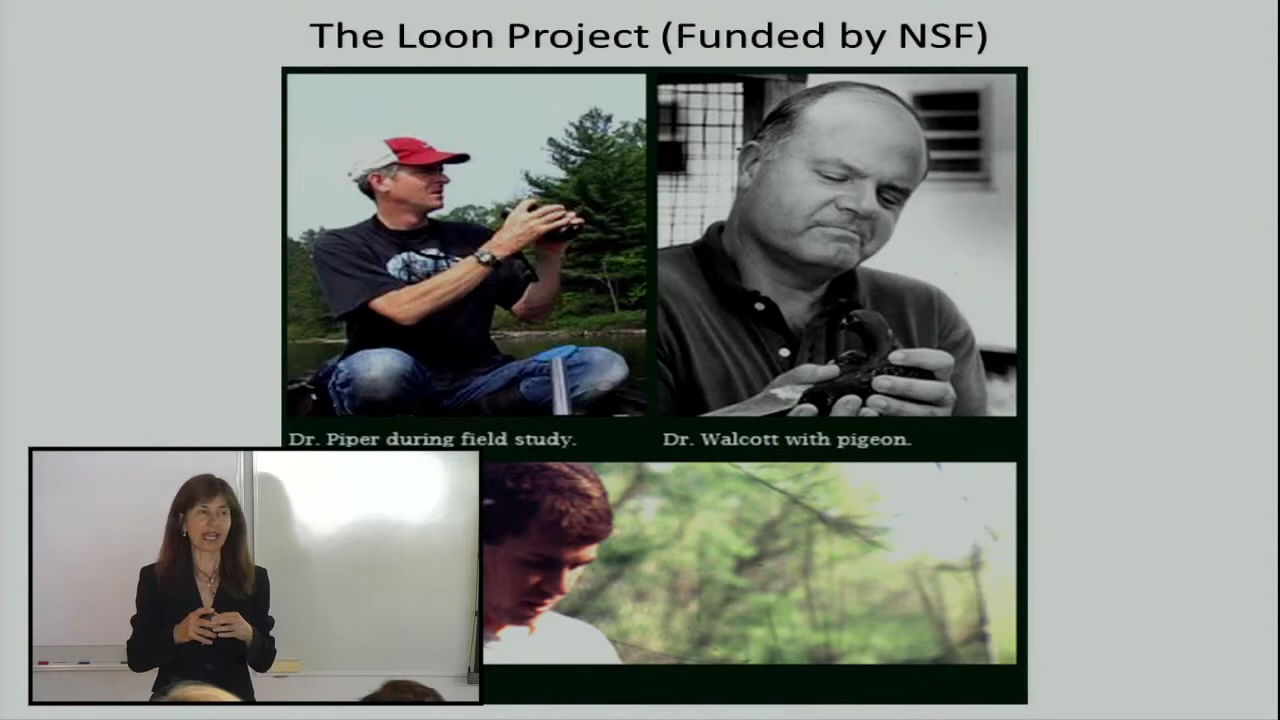 The Loon Project (Funded by NSF)
Dr. Piper during field study.
Dr. Walcott with pigeon.